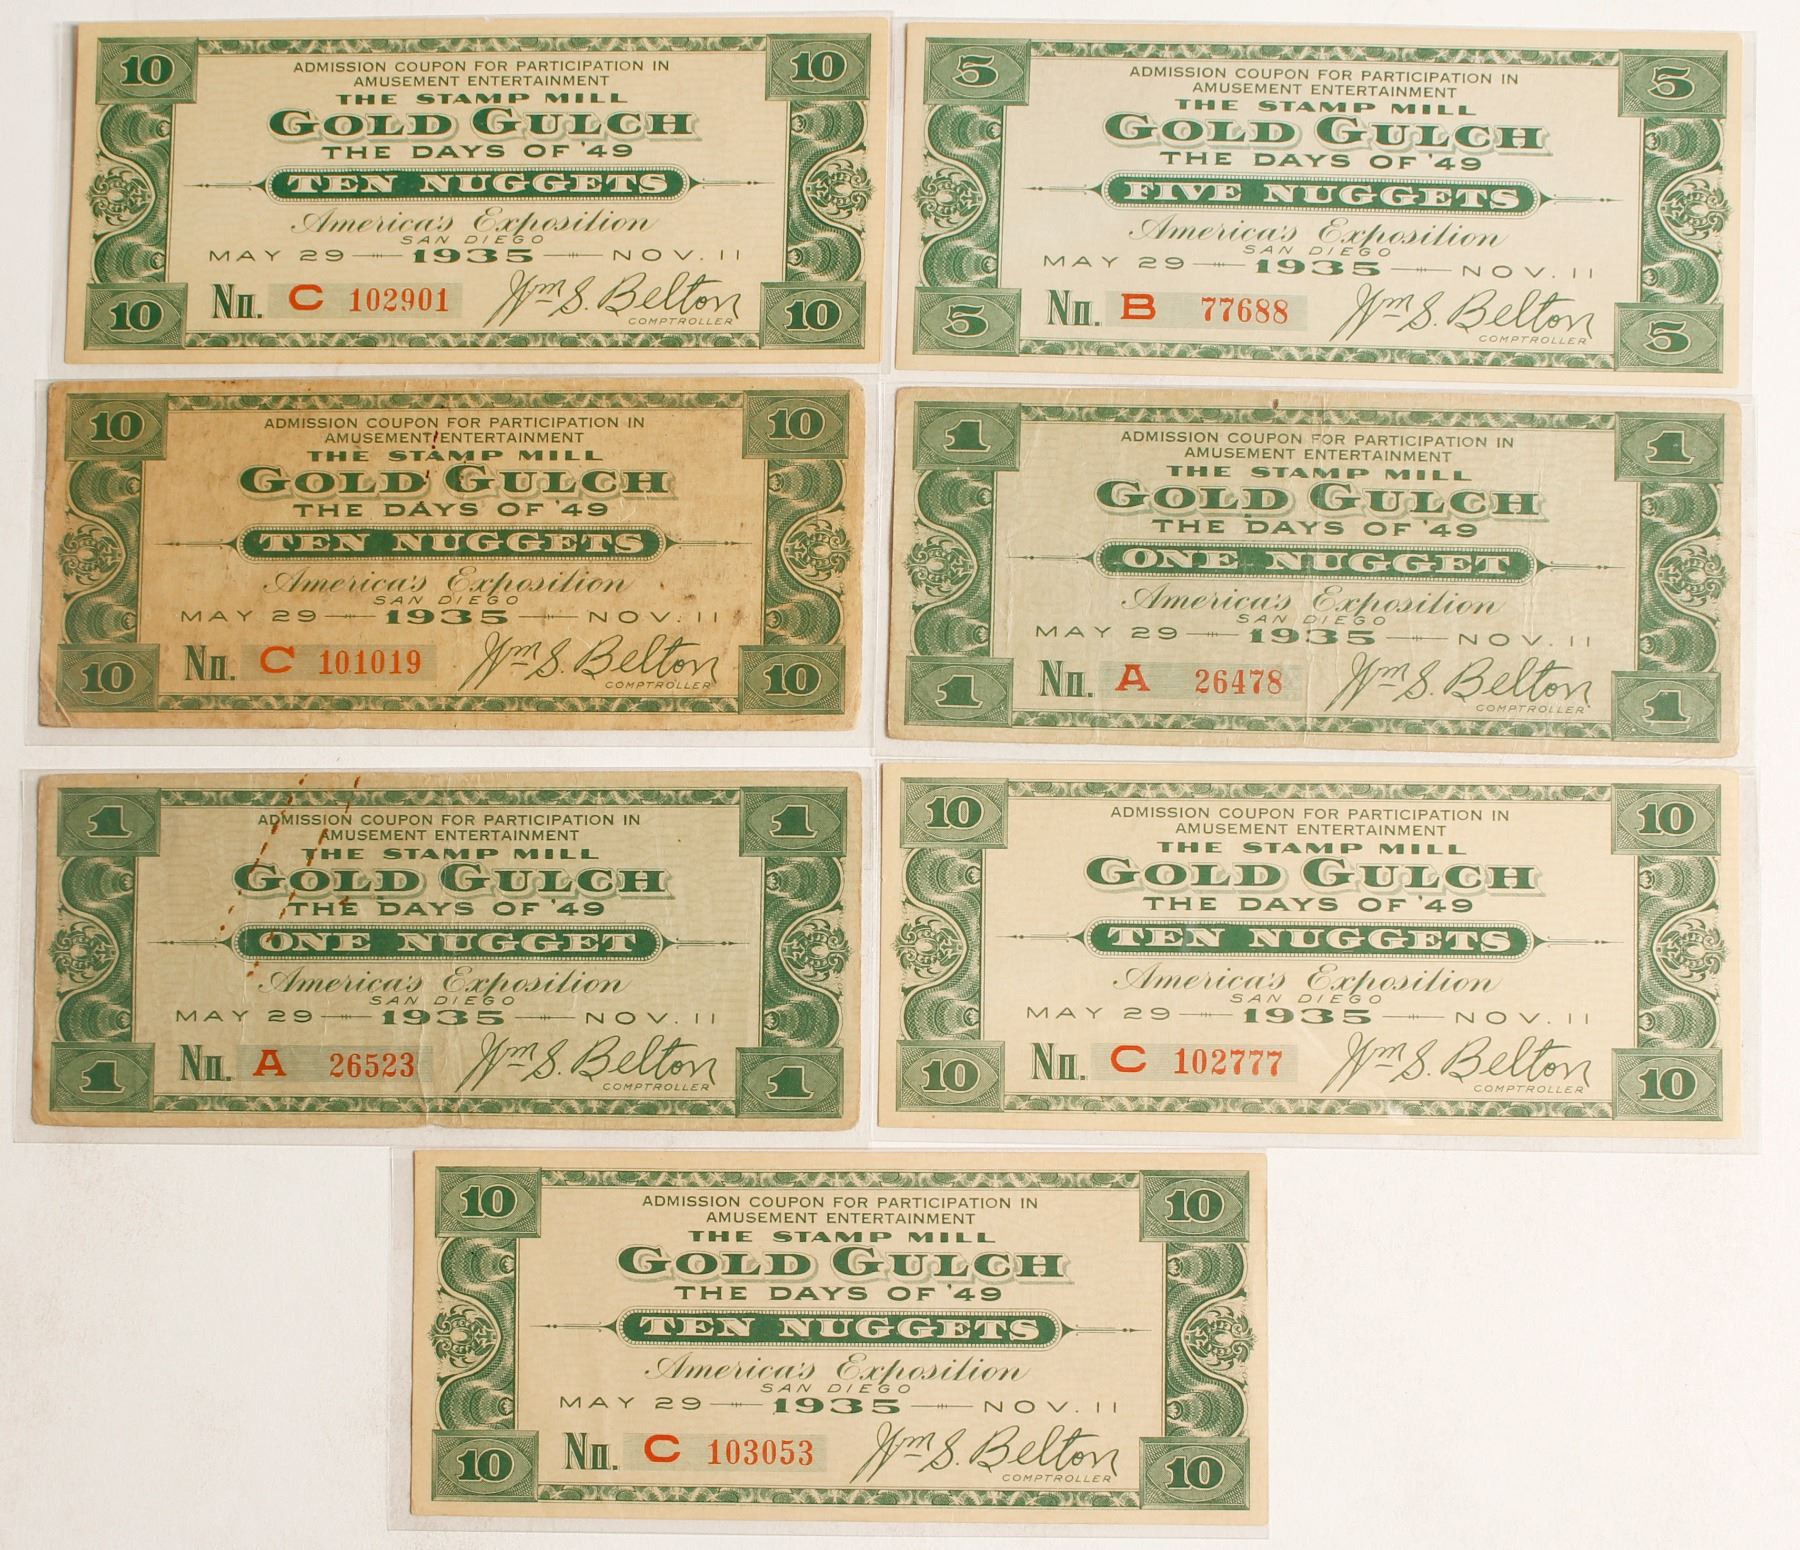 10 10
ADMISSION COUPON FOR PARTICIPATION IN
AMUSEMENT ENTERTAINMENT
THE STAMP MILL
GOLD GULCH
THE DAYS OF '49
TEN NUGGETS
America's Exposition
SAN DIEGO
MAY 29 — 1935 — NOV. 11
No. C 102901 Wm S. Belton
COMPTROLLER
10 10
5 5
ADMISSION COUPON FOR PARTICIPATION IN
AMUSEMENT ENTERTAINMENT
THE STAMP MILL
GOLD GULCH
THE DAYS OF '49
FIVE NUGGETS
America's Exposition
SAN DIEGO
MAY 29 — 1935 — NOV. 11
No. B 77688 Wm S. Belton
COMPTROLLER
5 5
10 10
ADMISSION COUPON FOR PARTICIPATION IN
AMUSEMENT ENTERTAINMENT
THE STAMP MILL
GOLD GULCH
THE DAYS OF '49
TEN NUGGETS
America's Exposition
SAN DIEGO
MAY 29 — 1935 — NOV. 11
No. C 101019 Wm S. Belton
COMPTROLLER
10 10
1 1
ADMISSION COUPON FOR PARTICIPATION IN
AMUSEMENT ENTERTAINMENT
THE STAMP MILL
GOLD GULCH
THE DAYS OF '49
ONE NUGGET
America's Exposition
SAN DIEGO
MAY 29 — 1935 — NOV. 11
No. A 26478 Wm S. Belton
COMPTROLLER
1 1
1 1
ADMISSION COUPON FOR PARTICIPATION IN
AMUSEMENT ENTERTAINMENT
THE STAMP MILL
GOLD GULCH
THE DAYS OF '49
ONE NUGGET
America's Exposition
SAN DIEGO
MAY 29 — 1935 — NOV. 11
No. A 26523 Wm S. Belton
COMPTROLLER
1 1
10 10
ADMISSION COUPON FOR PARTICIPATION IN
AMUSEMENT ENTERTAINMENT
THE STAMP MILL
GOLD GULCH
THE DAYS OF '49
TEN NUGGETS
America's Exposition
SAN DIEGO
MAY 29 — 1935 — NOV. 11
No. C 102777 Wm S. Belton
COMPTROLLER
10 10
10 10
ADMISSION COUPON FOR PARTICIPATION IN
AMUSEMENT ENTERTAINMENT
THE STAMP MILL
GOLD GULCH
THE DAYS OF '49
TEN NUGGETS
America's Exposition
SAN DIEGO
MAY 29 — 1935 — NOV. 11
No. C 103053 Wm S. Belton
COMPTROLLER
10 10